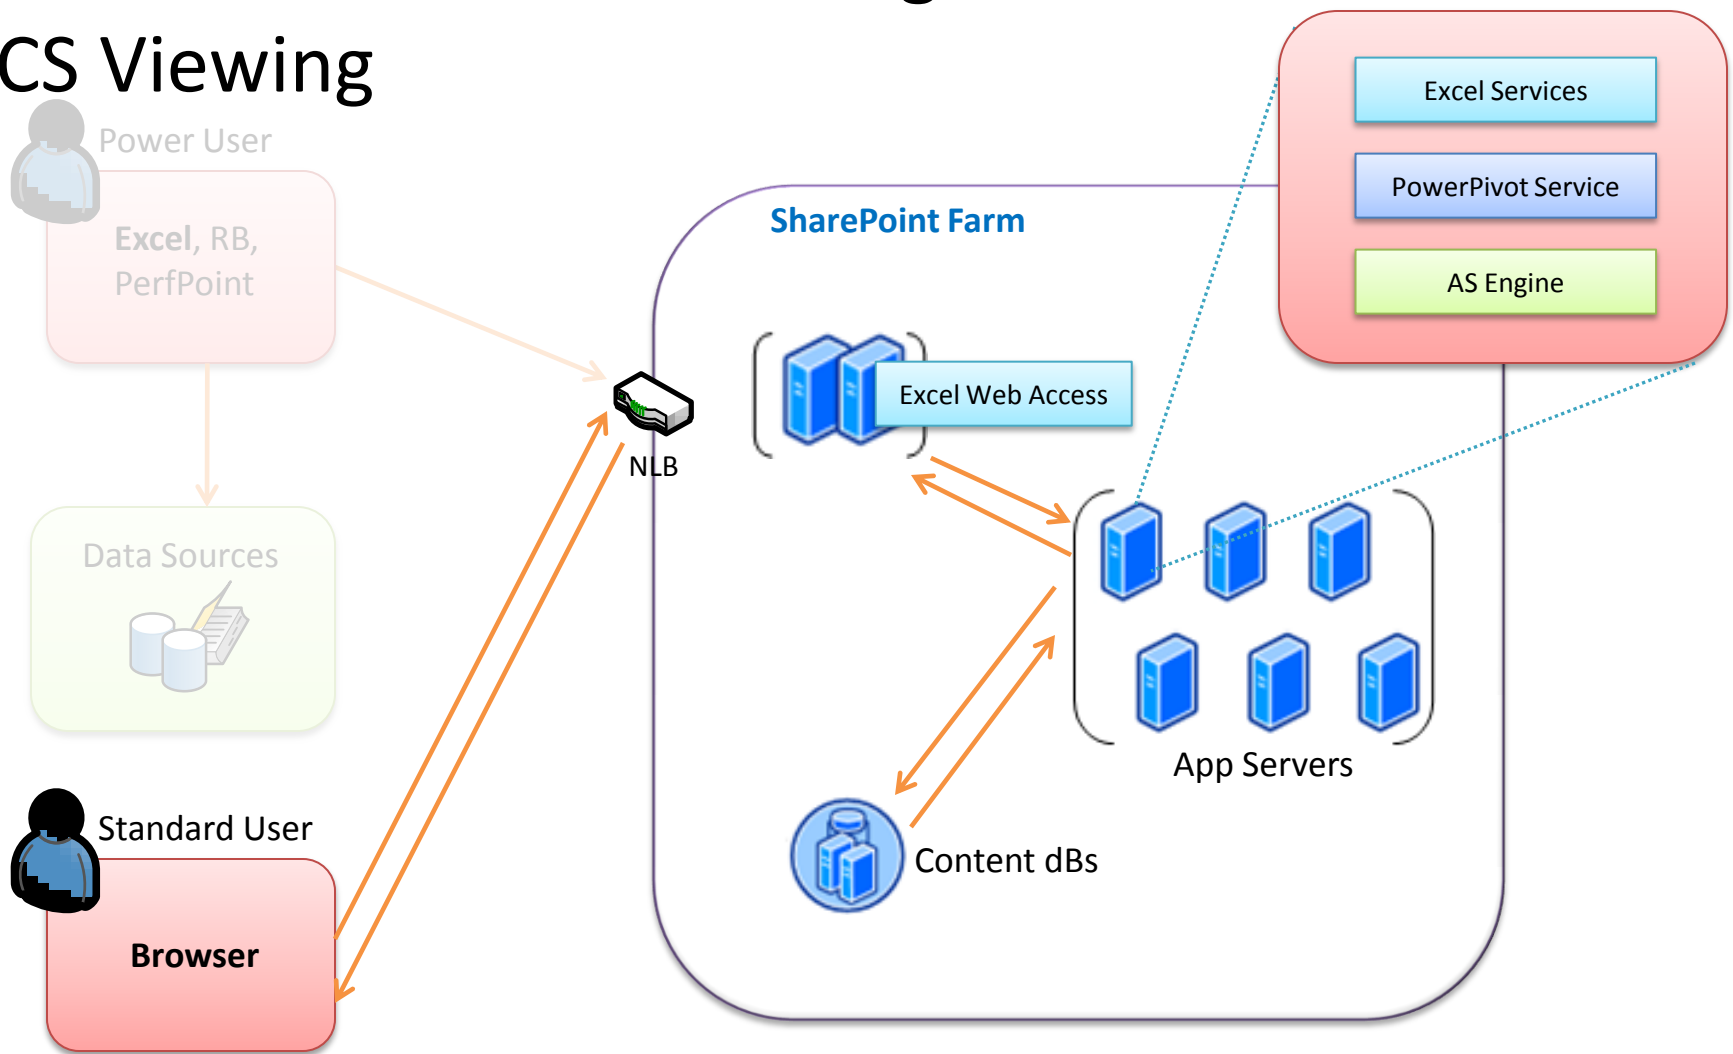 CS Viewing
Power User
Excel, RB,
PerfPoint
Data Sources
Standard User
Browser
NLB
SharePoint Farm
Excel Web Access
App Servers
Content dBs
Excel Services
PowerPivot Service
AS Engine